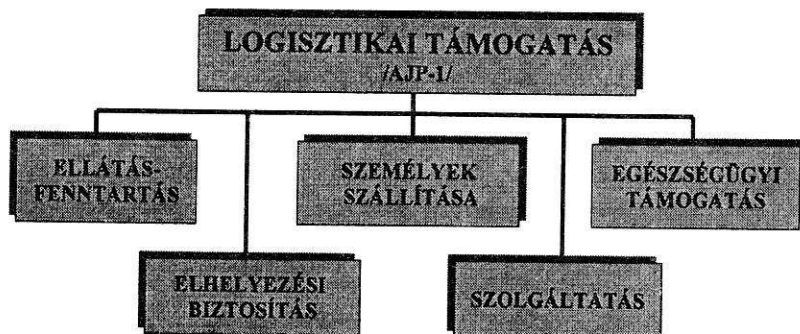 LOGISZTIKAI TÁMOGATÁS
/AJP-1/
ELLÁTÁS-
FENNTARTÁS
SZEMÉLYEK
SZÁLLÍTÁSA
EGÉSZSÉGÜGYI
TÁMOGATÁS
ELHELYEZÉSI
BIZTOSÍTÁS
SZOLGÁLTATÁS